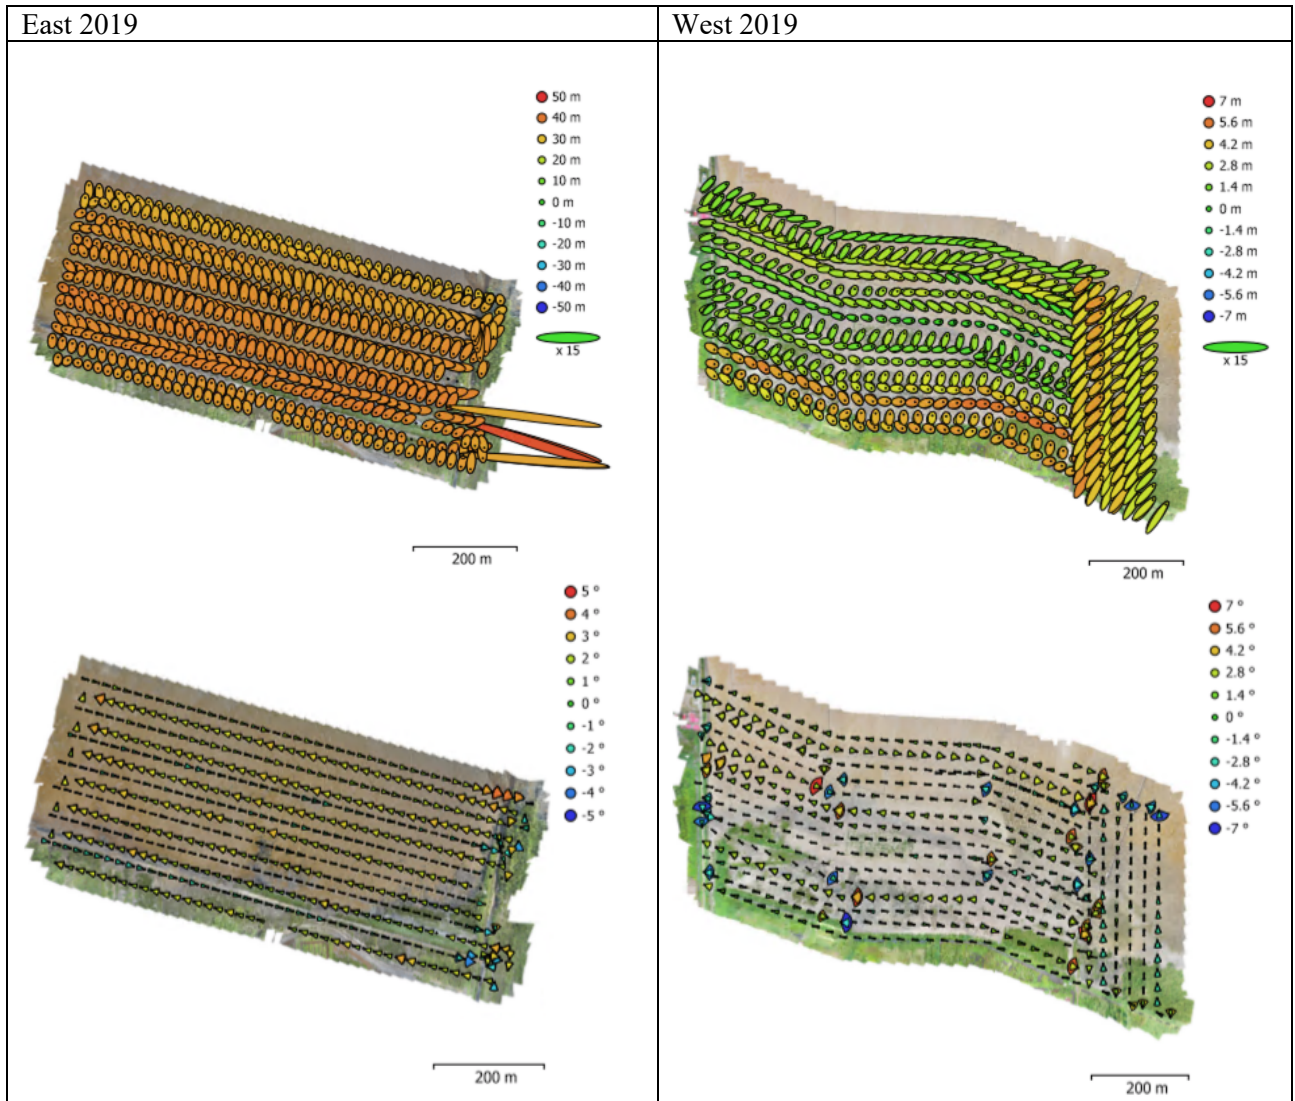 East 2019
West 2019
50 m
40 m
30 m
20 m
10 m
0 m
-10 m
-20 m
-30 m
-40 m
-50 m
x 15
200 m
7 m
5.6 m
4.2 m
2.8 m
1.4 m
0 m
-1.4 m
-2.8 m
-4.2 m
-5.6 m
-7 m
x 15
200 m
5 °
4 °
3 °
2 °
1 °
0 °
-1 °
-2 °
-3 °
-4 °
-5 °
200 m
7 °
5.6 °
4.2 °
2.8 °
1.4 °
0 °
-1.4 °
-2.8 °
-4.2 °
-5.6 °
-7 °
200 m